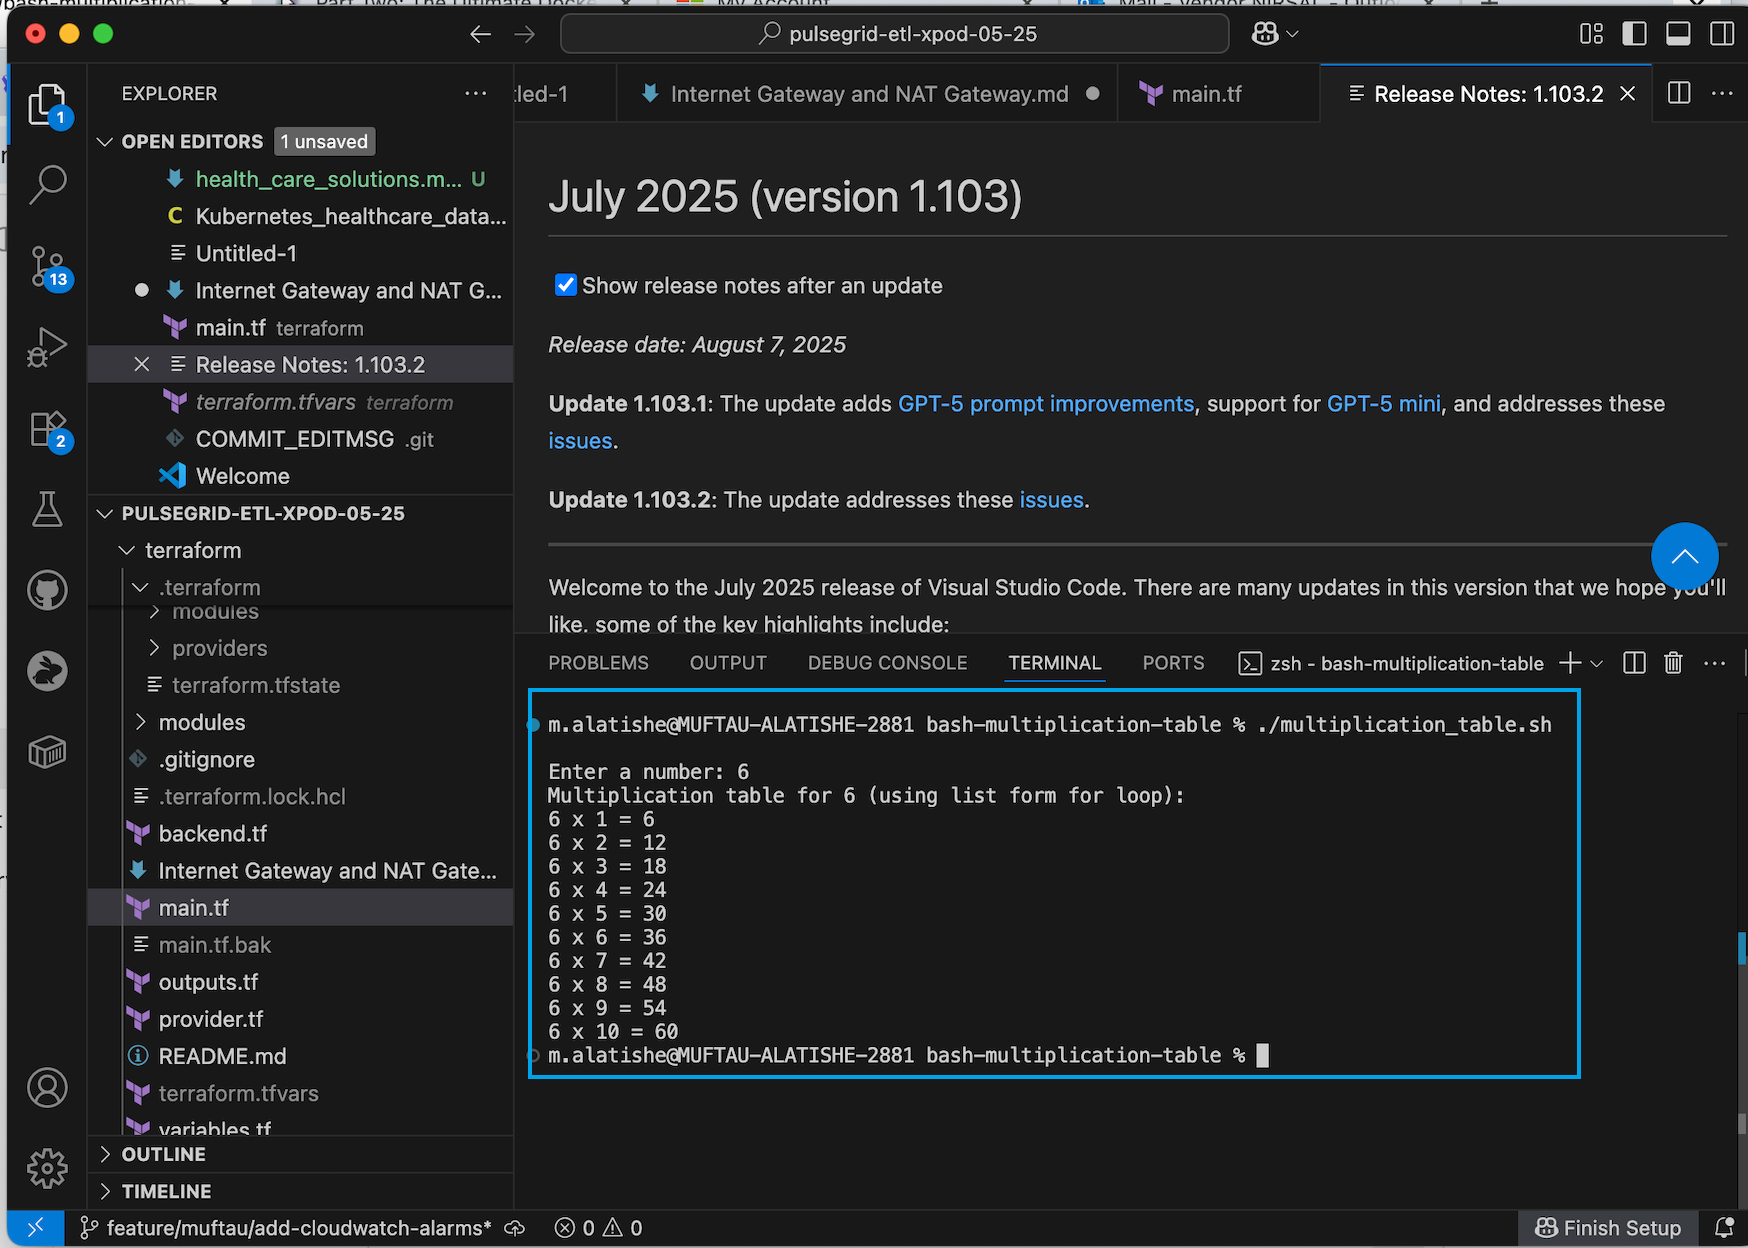 pulsegrid-etl-xpod-05-25
EXPLORER
tled-1
Internet Gateway and NAT Gateway.md
main.tf
Release Notes: 1.103.2
1
OPEN EDITORS
1 unsaved
health_care_solutions.m... U
Kubernetes_healthcare_data...
Untitled-1
13
Internet Gateway and NAT G...
main.tf terraform
Release Notes: 1.103.2
terraform.tfvars terraform
2
COMMIT_EDITMSG .git
Welcome
PULSEGRID-ETL-XPOD-05-25
terraform
.terraform
modules
providers
terraform.tfstate
modules
.gitignore
.terraform.lock.hcl
backend.tf
Internet Gateway and NAT Gate...
main.tf
main.tf.bak
outputs.tf
provider.tf
README.md
terraform.tfvars
variables.tf
OUTLINE
TIMELINE
July 2025 (version 1.103)
Show release notes after an update
Release date: August 7, 2025
Update 1.103.1: The update adds GPT-5 prompt improvements, support for GPT-5 mini, and addresses these
issues.
Update 1.103.2: The update addresses these issues.
Welcome to the July 2025 release of Visual Studio Code. There are many updates in this version that we hope you'll
like, some of the key highlights include:
PROBLEMS OUTPUT DEBUG CONSOLE TERMINAL PORTS zsh - bash-multiplication-table
m.alatishe@MUFTAU-ALATISHE-2881 bash-multiplication-table % ./multiplication_table.sh
Enter a number: 6
Multiplication table for 6 (using list form for loop):
6 x 1 = 6
6 x 2 = 12
6 x 3 = 18
6 x 4 = 24
6 x 5 = 30
6 x 6 = 36
6 x 7 = 42
6 x 8 = 48
6 x 9 = 54
6 x 10 = 60
m.alatishe@MUFTAU-ALATISHE-2881 bash-multiplication-table %
feature/muftau/add-cloudwatch-alarms* 0 0
Finish Setup